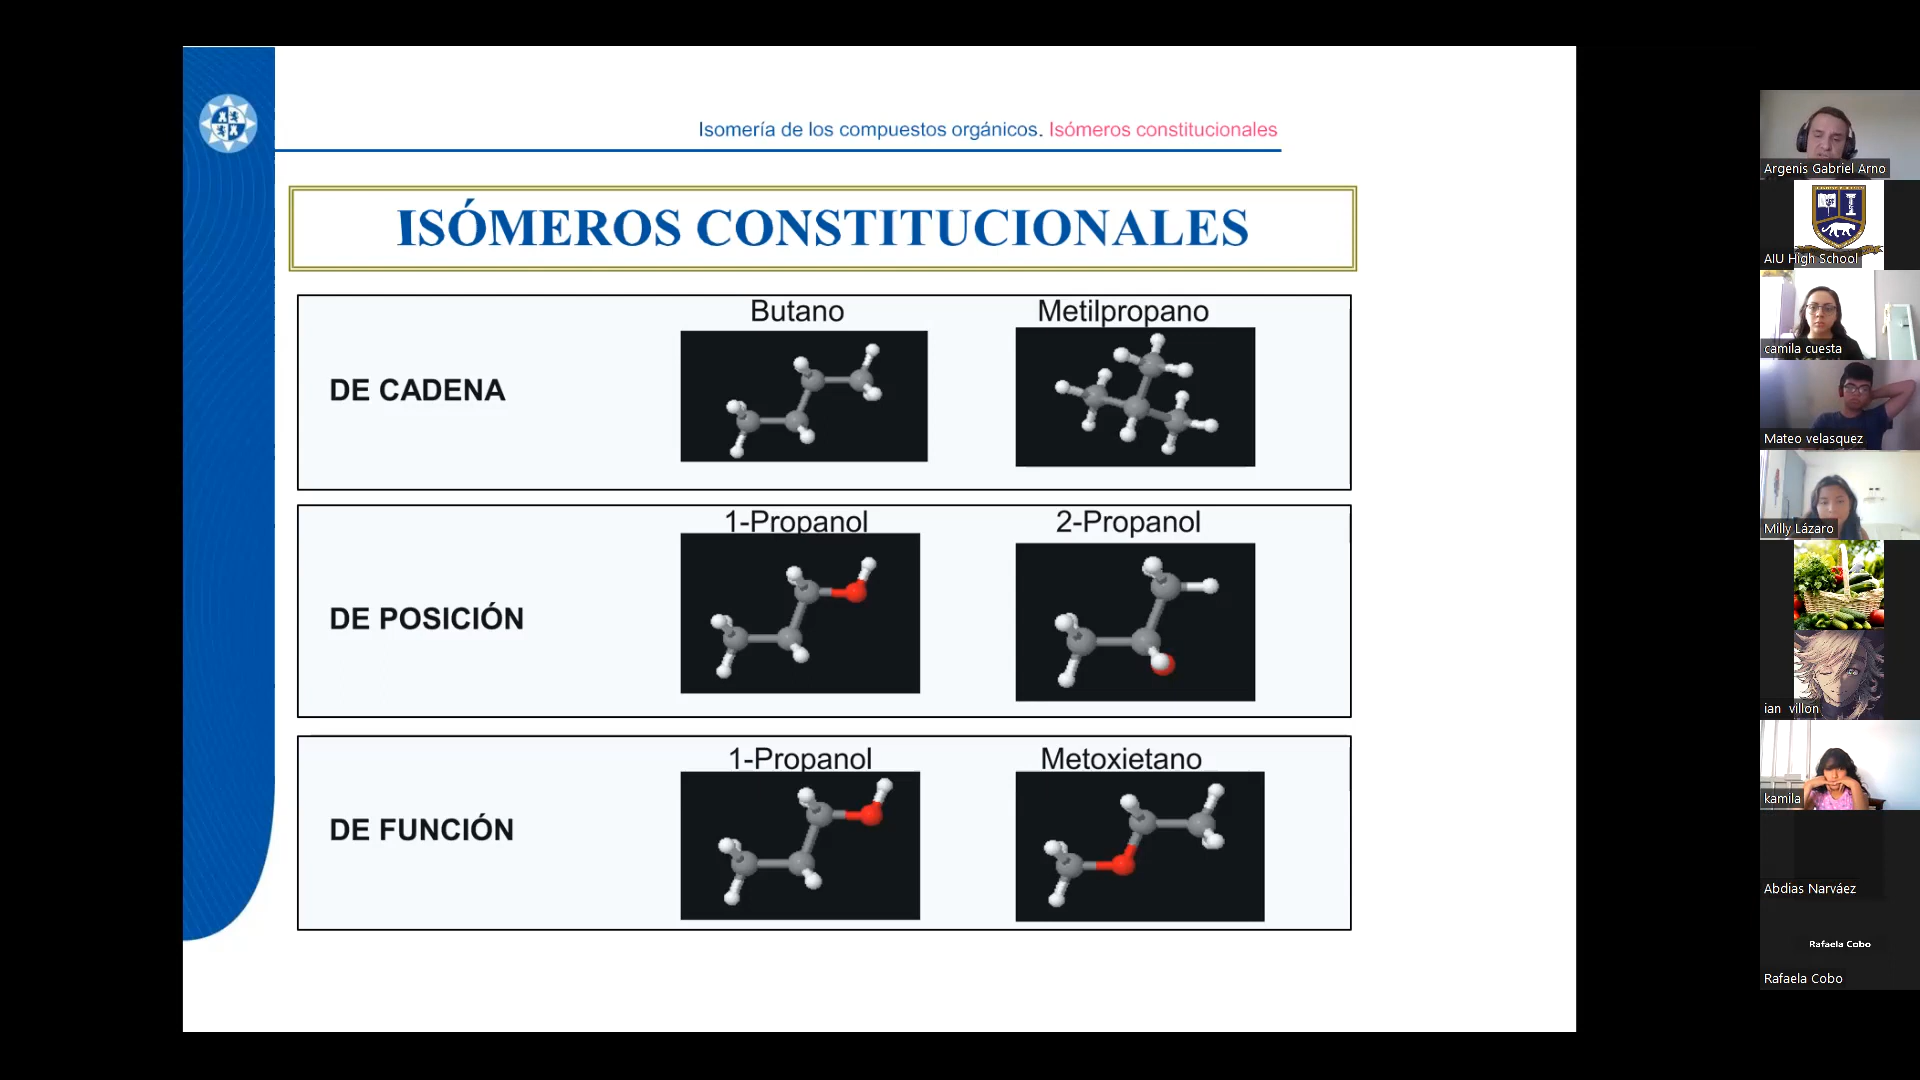 Isomería de los compuestos orgánicos. Isómeros constitucionales
ISÓMEROS CONSTITUCIONALES
Butano
Metilpropano
DE CADENA
1-Propanol
2-Propanol
DE POSICIÓN
1-Propanol
Metoxietano
DE FUNCIÓN
Argenis Gabriel Arno
AIU High School
camila cuesta
Mateo velasquez
Milly Lázaro
ian villon
kamila
Abdias Narváez
Rafaela Cobo
Rafaela Cobo